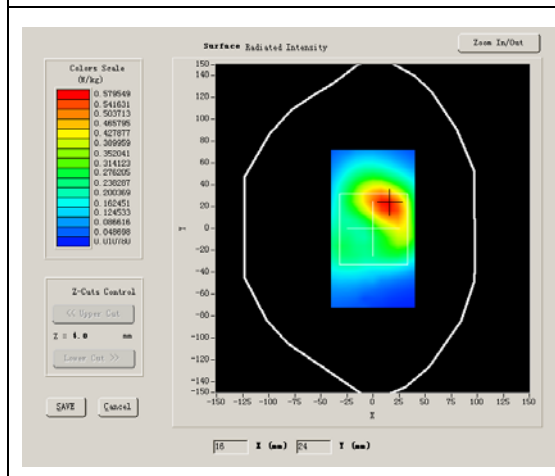 Surface Radiated Intensity
Zoom In/Out
Colors Scale
(W/kg)
0.579549
0.541631
0.503713
0.465795
0.427877
0.389959
0.352041
0.314123
0.276205
0.238287
0.200369
0.162451
0.124533
0.086616
0.048698
0.010780
150
140
120
100
80
60
40
20
0
-20
-40
-60
-80
-100
-120
-140
-150
Y
-150 -125 -100 -75 -50 -25 0 25 50 75 100 125 150
X
Z-Cuts Control
<< Upper Cut
Z = 4.0 mm
Lower Cut >>
SAVE Cancel
16 X (mm) 24 Y (mm)